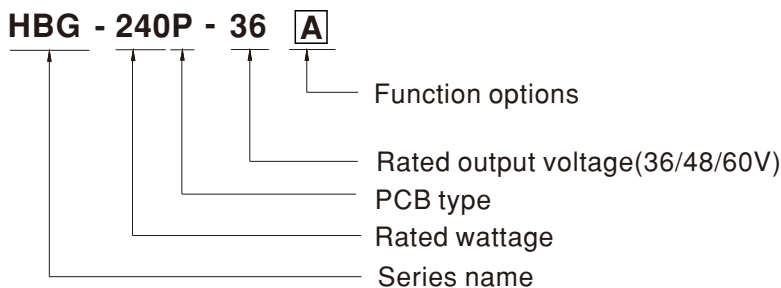 HBG - 240P - 36 A
Function options
Rated output voltage(36/48/60V)
PCB type
Rated wattage
Series name